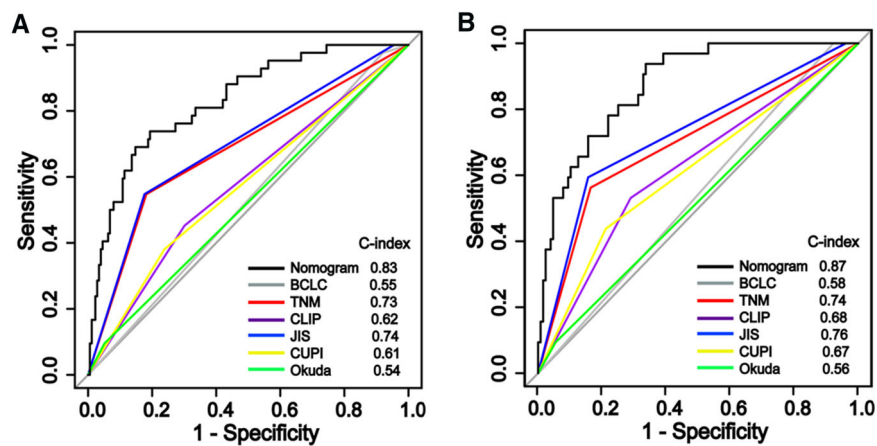 A
Sensitivity
1.0
0.8
0.6
0.4
0.2
0.0
C-index
Nomogram 0.83
BCLC 0.55
TNM 0.73
CLIP 0.62
JIS 0.74
CUPI 0.61
Okuda 0.54
0.0 0.2 0.4 0.6 0.8 1.0
1 - Specificity
B
Sensitivity
1.0
0.8
0.6
0.4
0.2
0.0
C-index
Nomogram 0.87
BCLC 0.58
TNM 0.74
CLIP 0.68
JIS 0.76
CUPI 0.67
Okuda 0.56
0.0 0.2 0.4 0.6 0.8 1.0
1 - Specificity